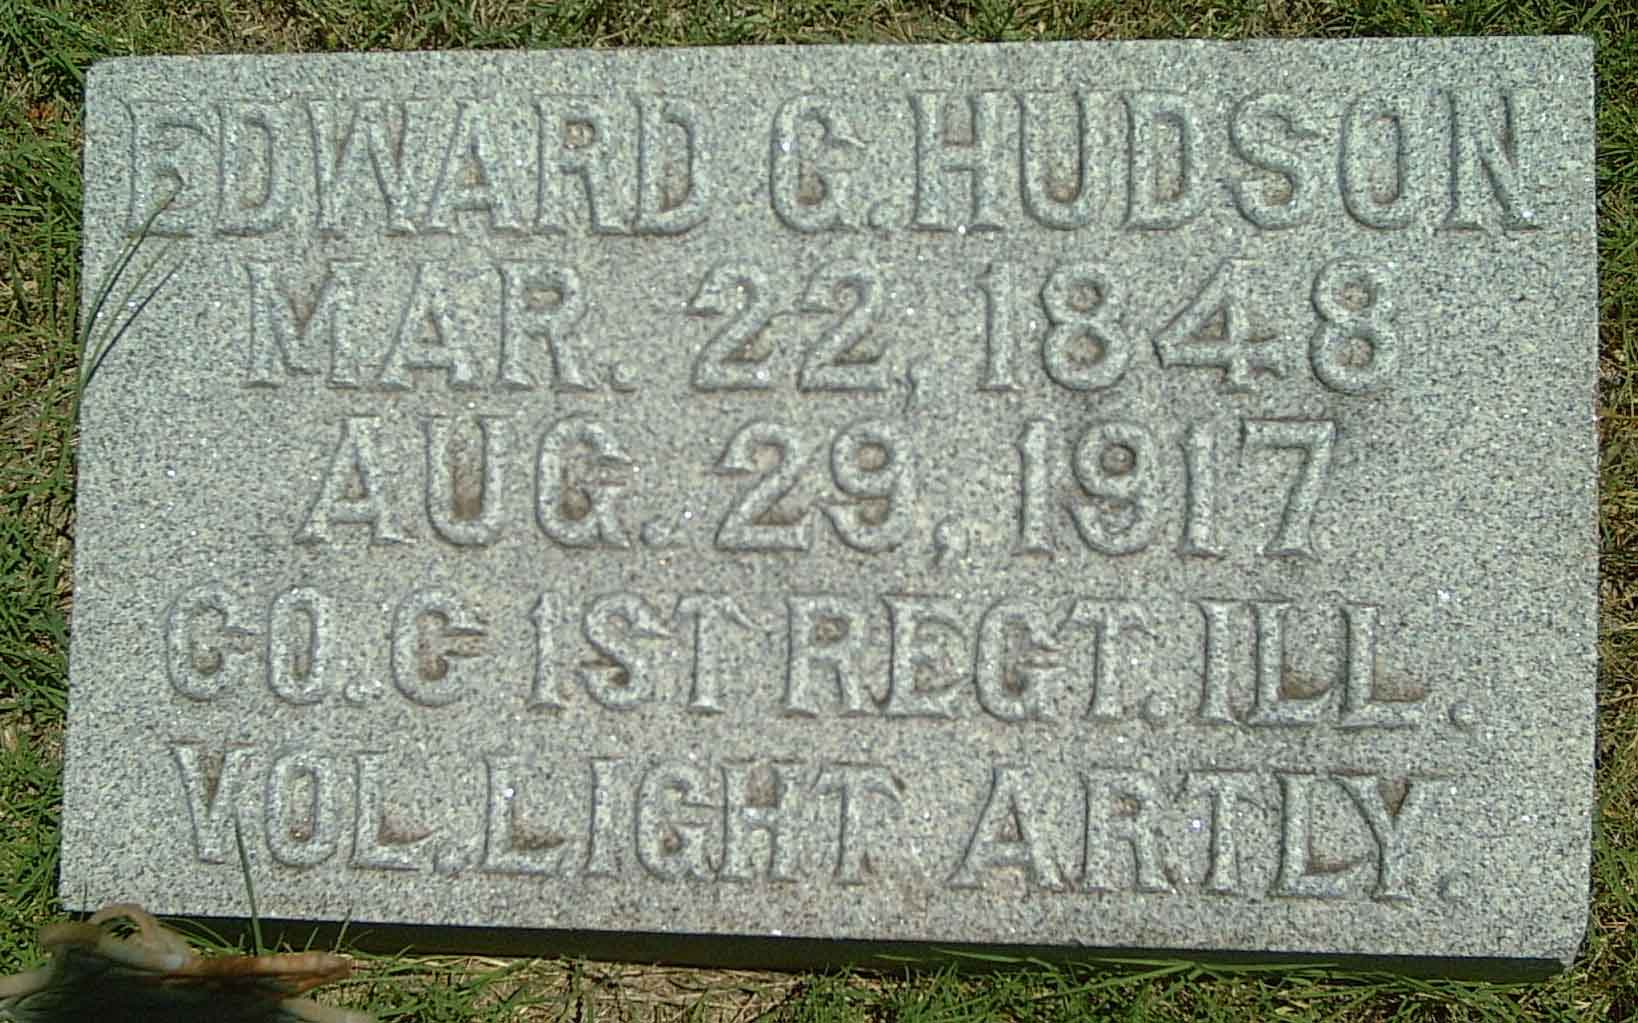 EDWARD G. HUDSON
MAR. 22, 1848
AUG. 29, 1917
CO. C 1ST REGT. ILL.
VOL. LIGHT ARTLY.